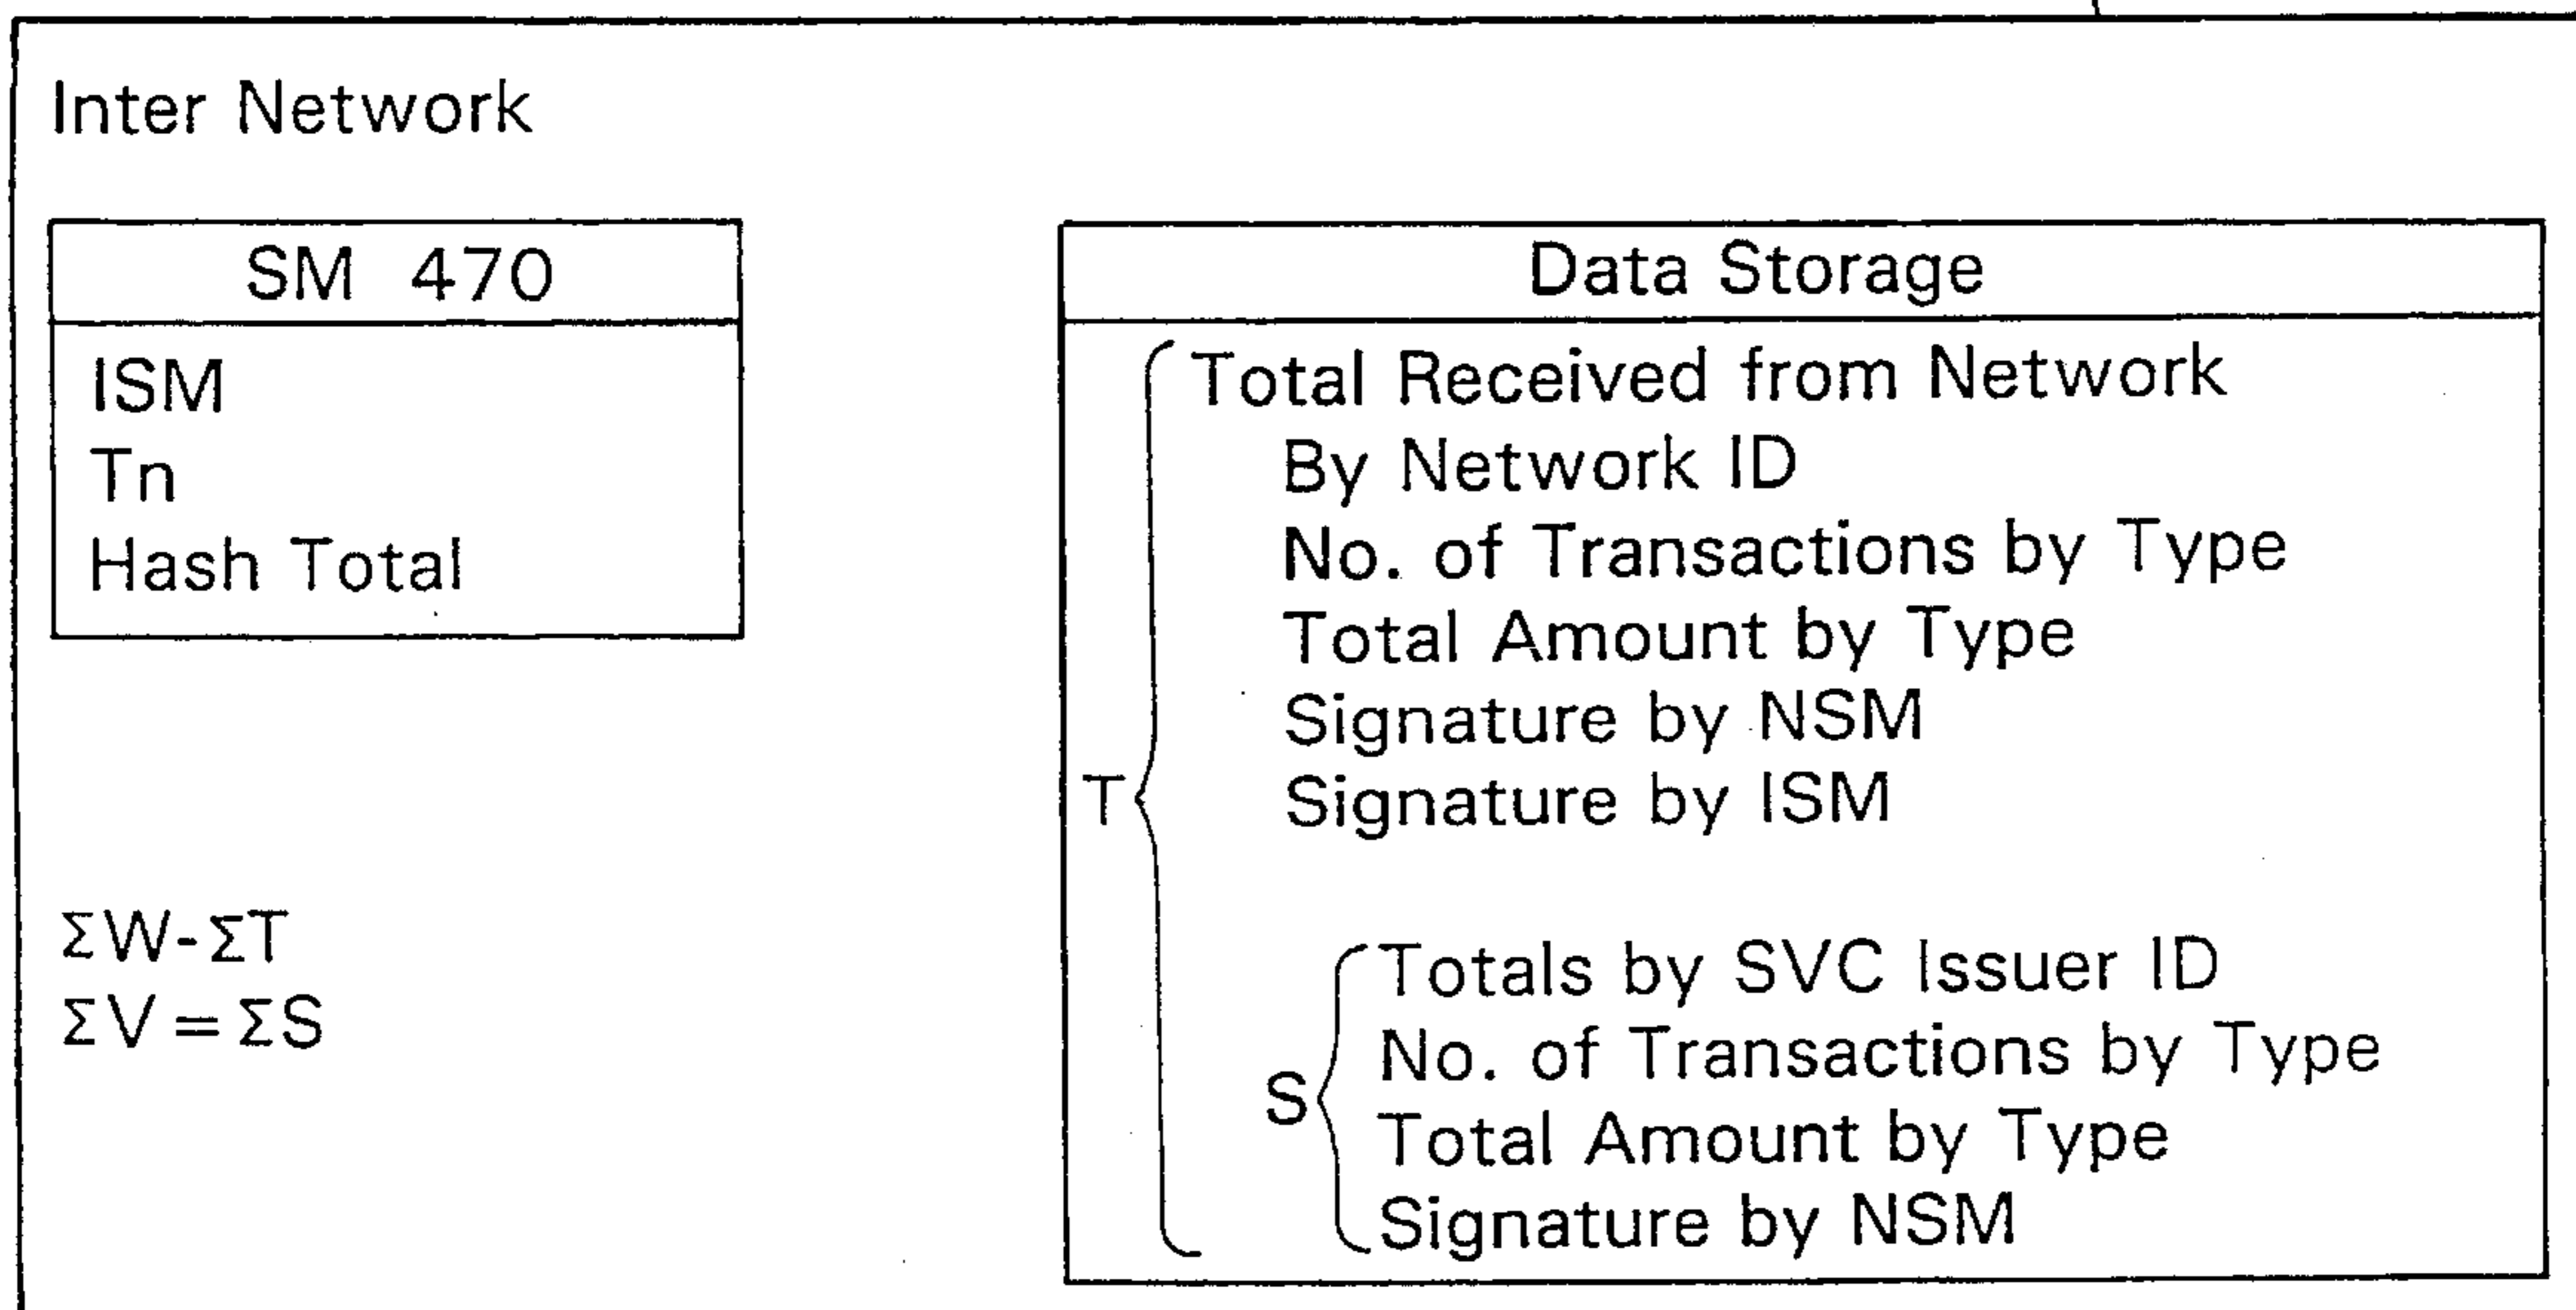 Inter Network
SM 470
ISM
Tn
Hash Total
ΣW-ΣT
ΣV=ΣS
Data Storage
Total Received from Network
By Network ID
No. of Transactions by Type
Total Amount by Type
Signature by NSM
Signature by ISM
T
Totals by SVC Issuer ID
No. of Transactions by Type
S
Total Amount by Type
Signature by NSM